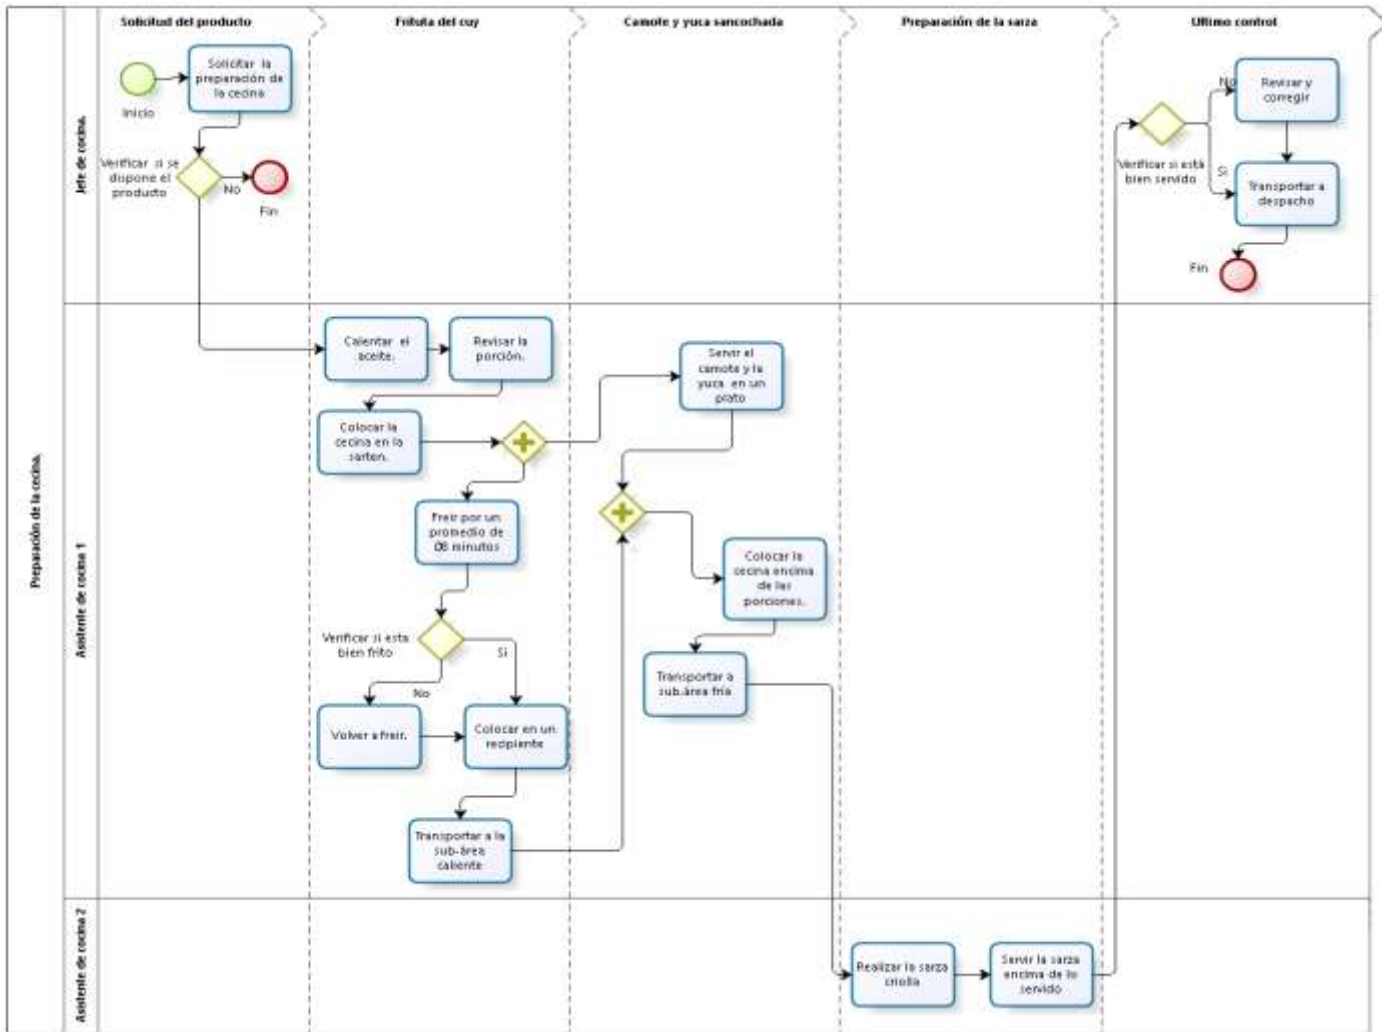 Solicitud del producto
Frituta del cuy
Camote y yuca sancochada
Preparación de la sarza
Ultimo control
Preparación de la cecina.
Jefe de cocina.
Inicio
Solicitar la
preparación de
la cecina
Verificar si se
dispone el
producto
No
Fin
Verificar si está
bien servido
No
Si
Revisar y
corregir
Transportar a
despacho
Fin
Asistente de cocina 1
Calentar el
aceite.
Revisar la
porción.
Colocar la
cecina en la
sarten.
Freir por un
promedio de
08 minutos
Verificar si esta
bien frito
No
Si
Volver a freir.
Colocar en un
recipiente
Transportar a la
sub-área
caliente
Servir el
camote y la
yuca en un
prato
Colocar la
cecina encima
de las
porciones.
Transportar a
sub-área fría
Asistente de cocina 2
Realizar la sarza
criolla
Servir la sarza
encima de lo
servido